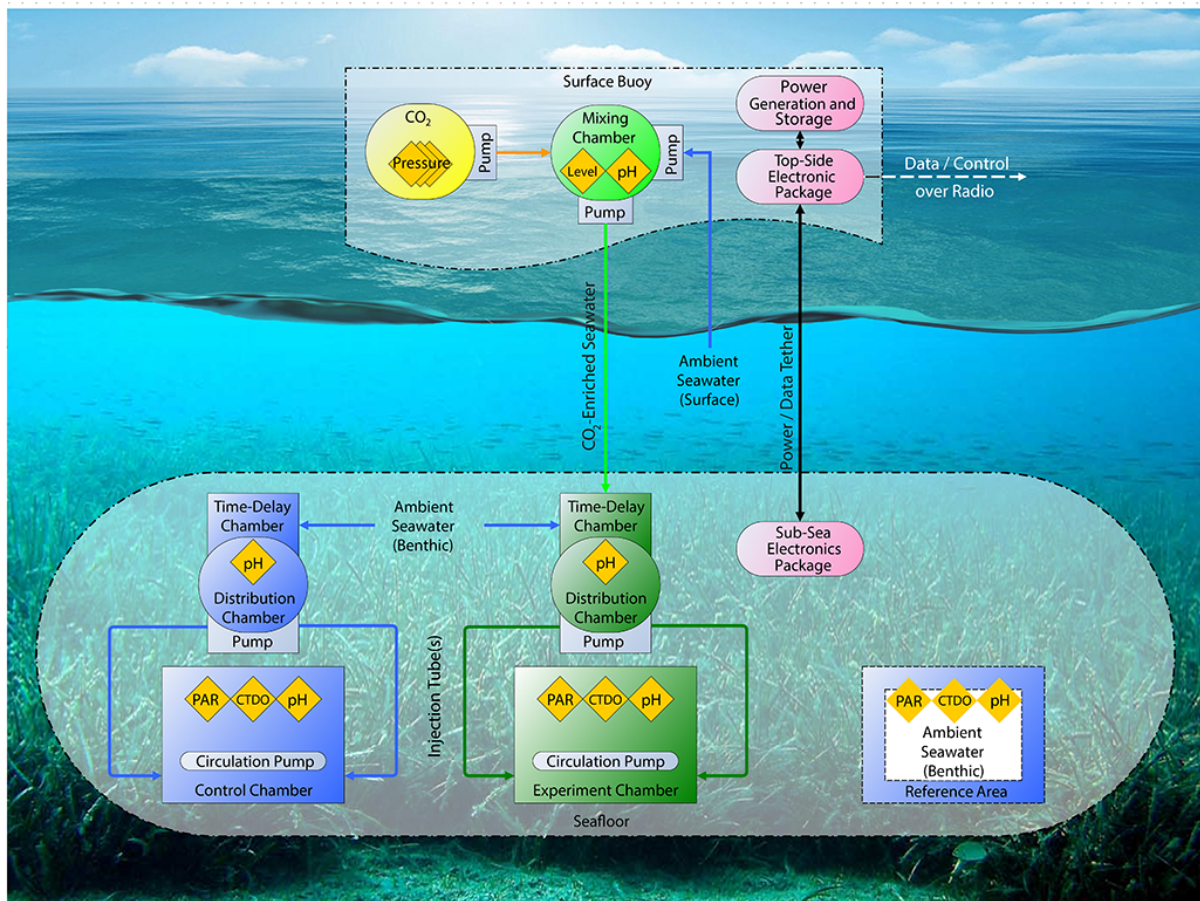 Surface Buoy
CO₂
Pressure
Pump
Mixing
Chamber
Level
pH
Pump
Pump
Power
Generation and
Storage
Top-Side
Electronic
Package
Data / Control
over Radio
CO₂-Enriched Seawater
Ambient
Seawater
(Surface)
Power / Data Tether
Time-Delay
Chamber
pH
Distribution
Chamber
Pump
Ambient
Seawater
(Benthic)
Time-Delay
Chamber
pH
Distribution
Chamber
Pump
Sub-Sea
Electronics
Package
Injection Tube(s)
PAR
CTDO
pH
Circulation Pump
Control Chamber
PAR
CTDO
pH
Circulation Pump
Experiment Chamber
PAR
CTDO
pH
Ambient
Seawater
(Benthic)
Reference Area
Seafloor